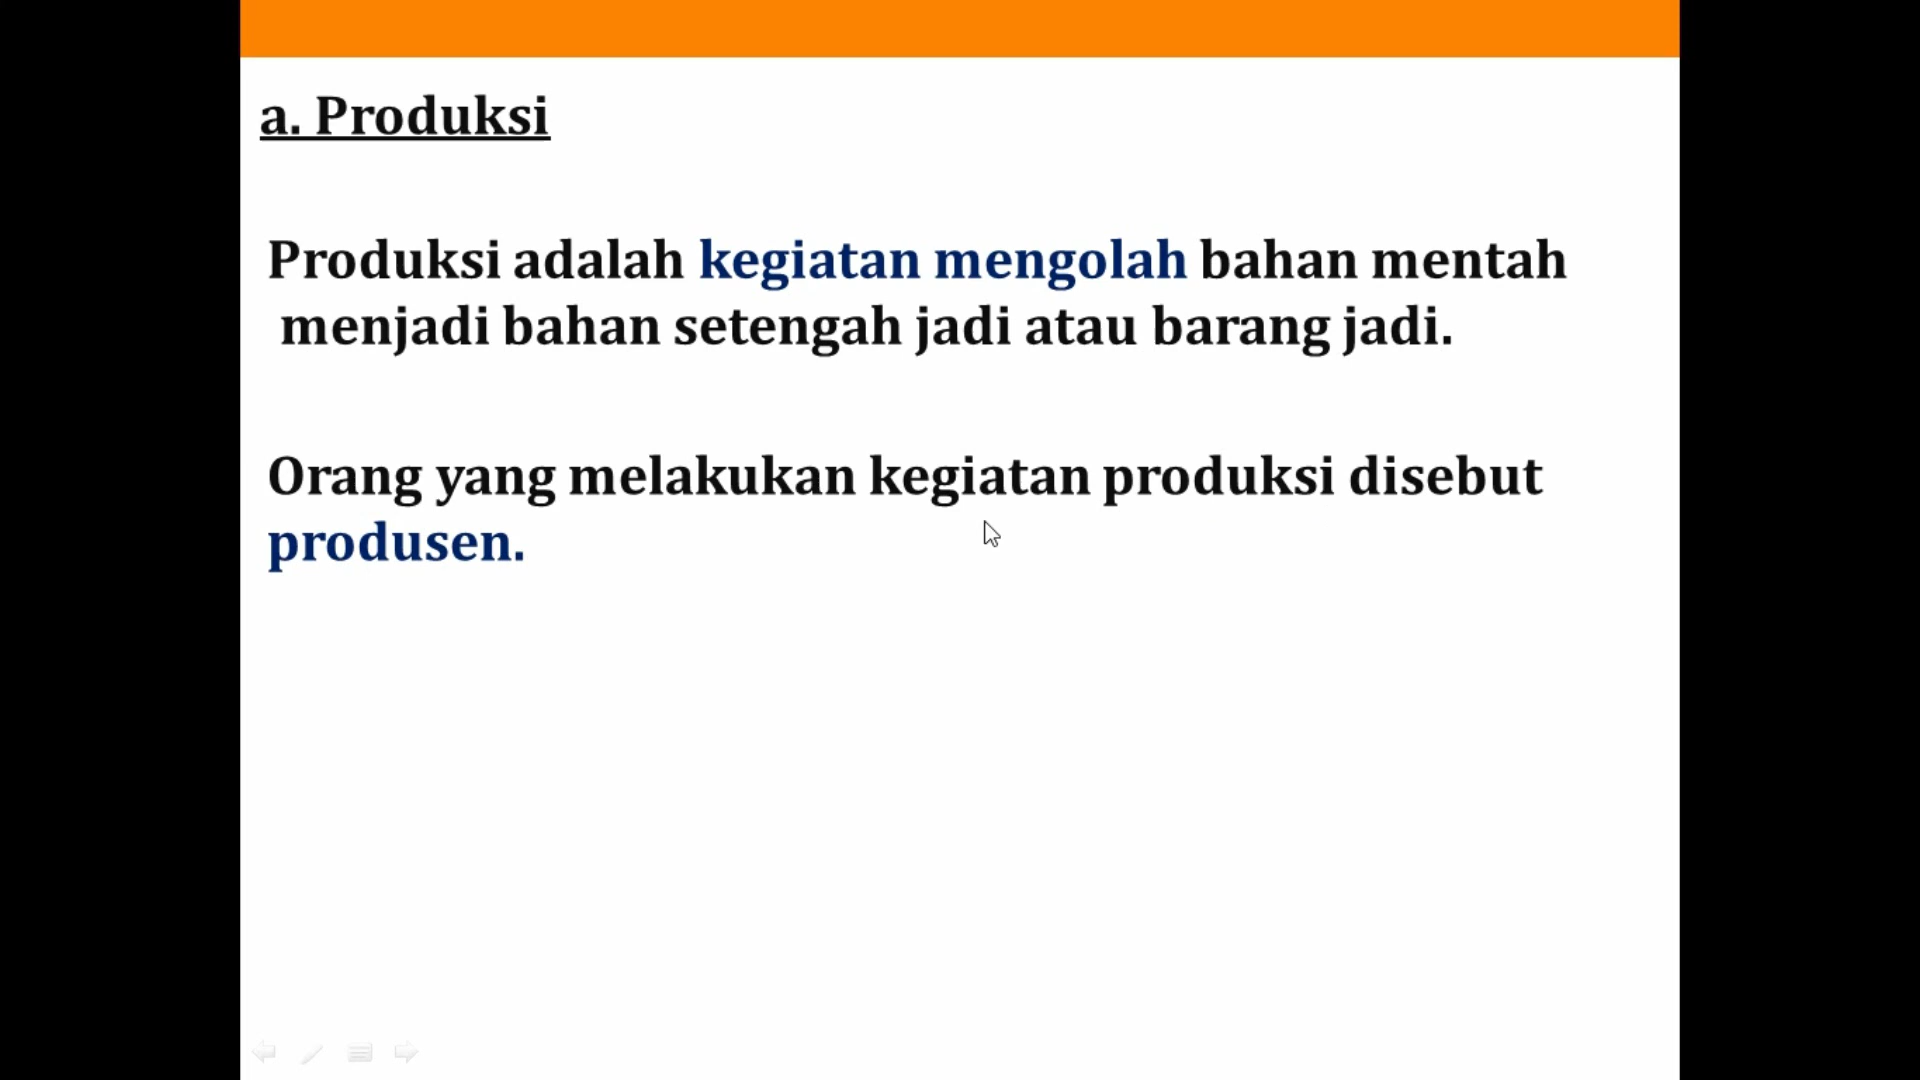 a. Produksi
Produksi adalah kegiatan mengolah bahan mentah
menjadi bahan setengah jadi atau barang jadi.
Orang yang melakukan kegiatan produksi disebut
produsen.